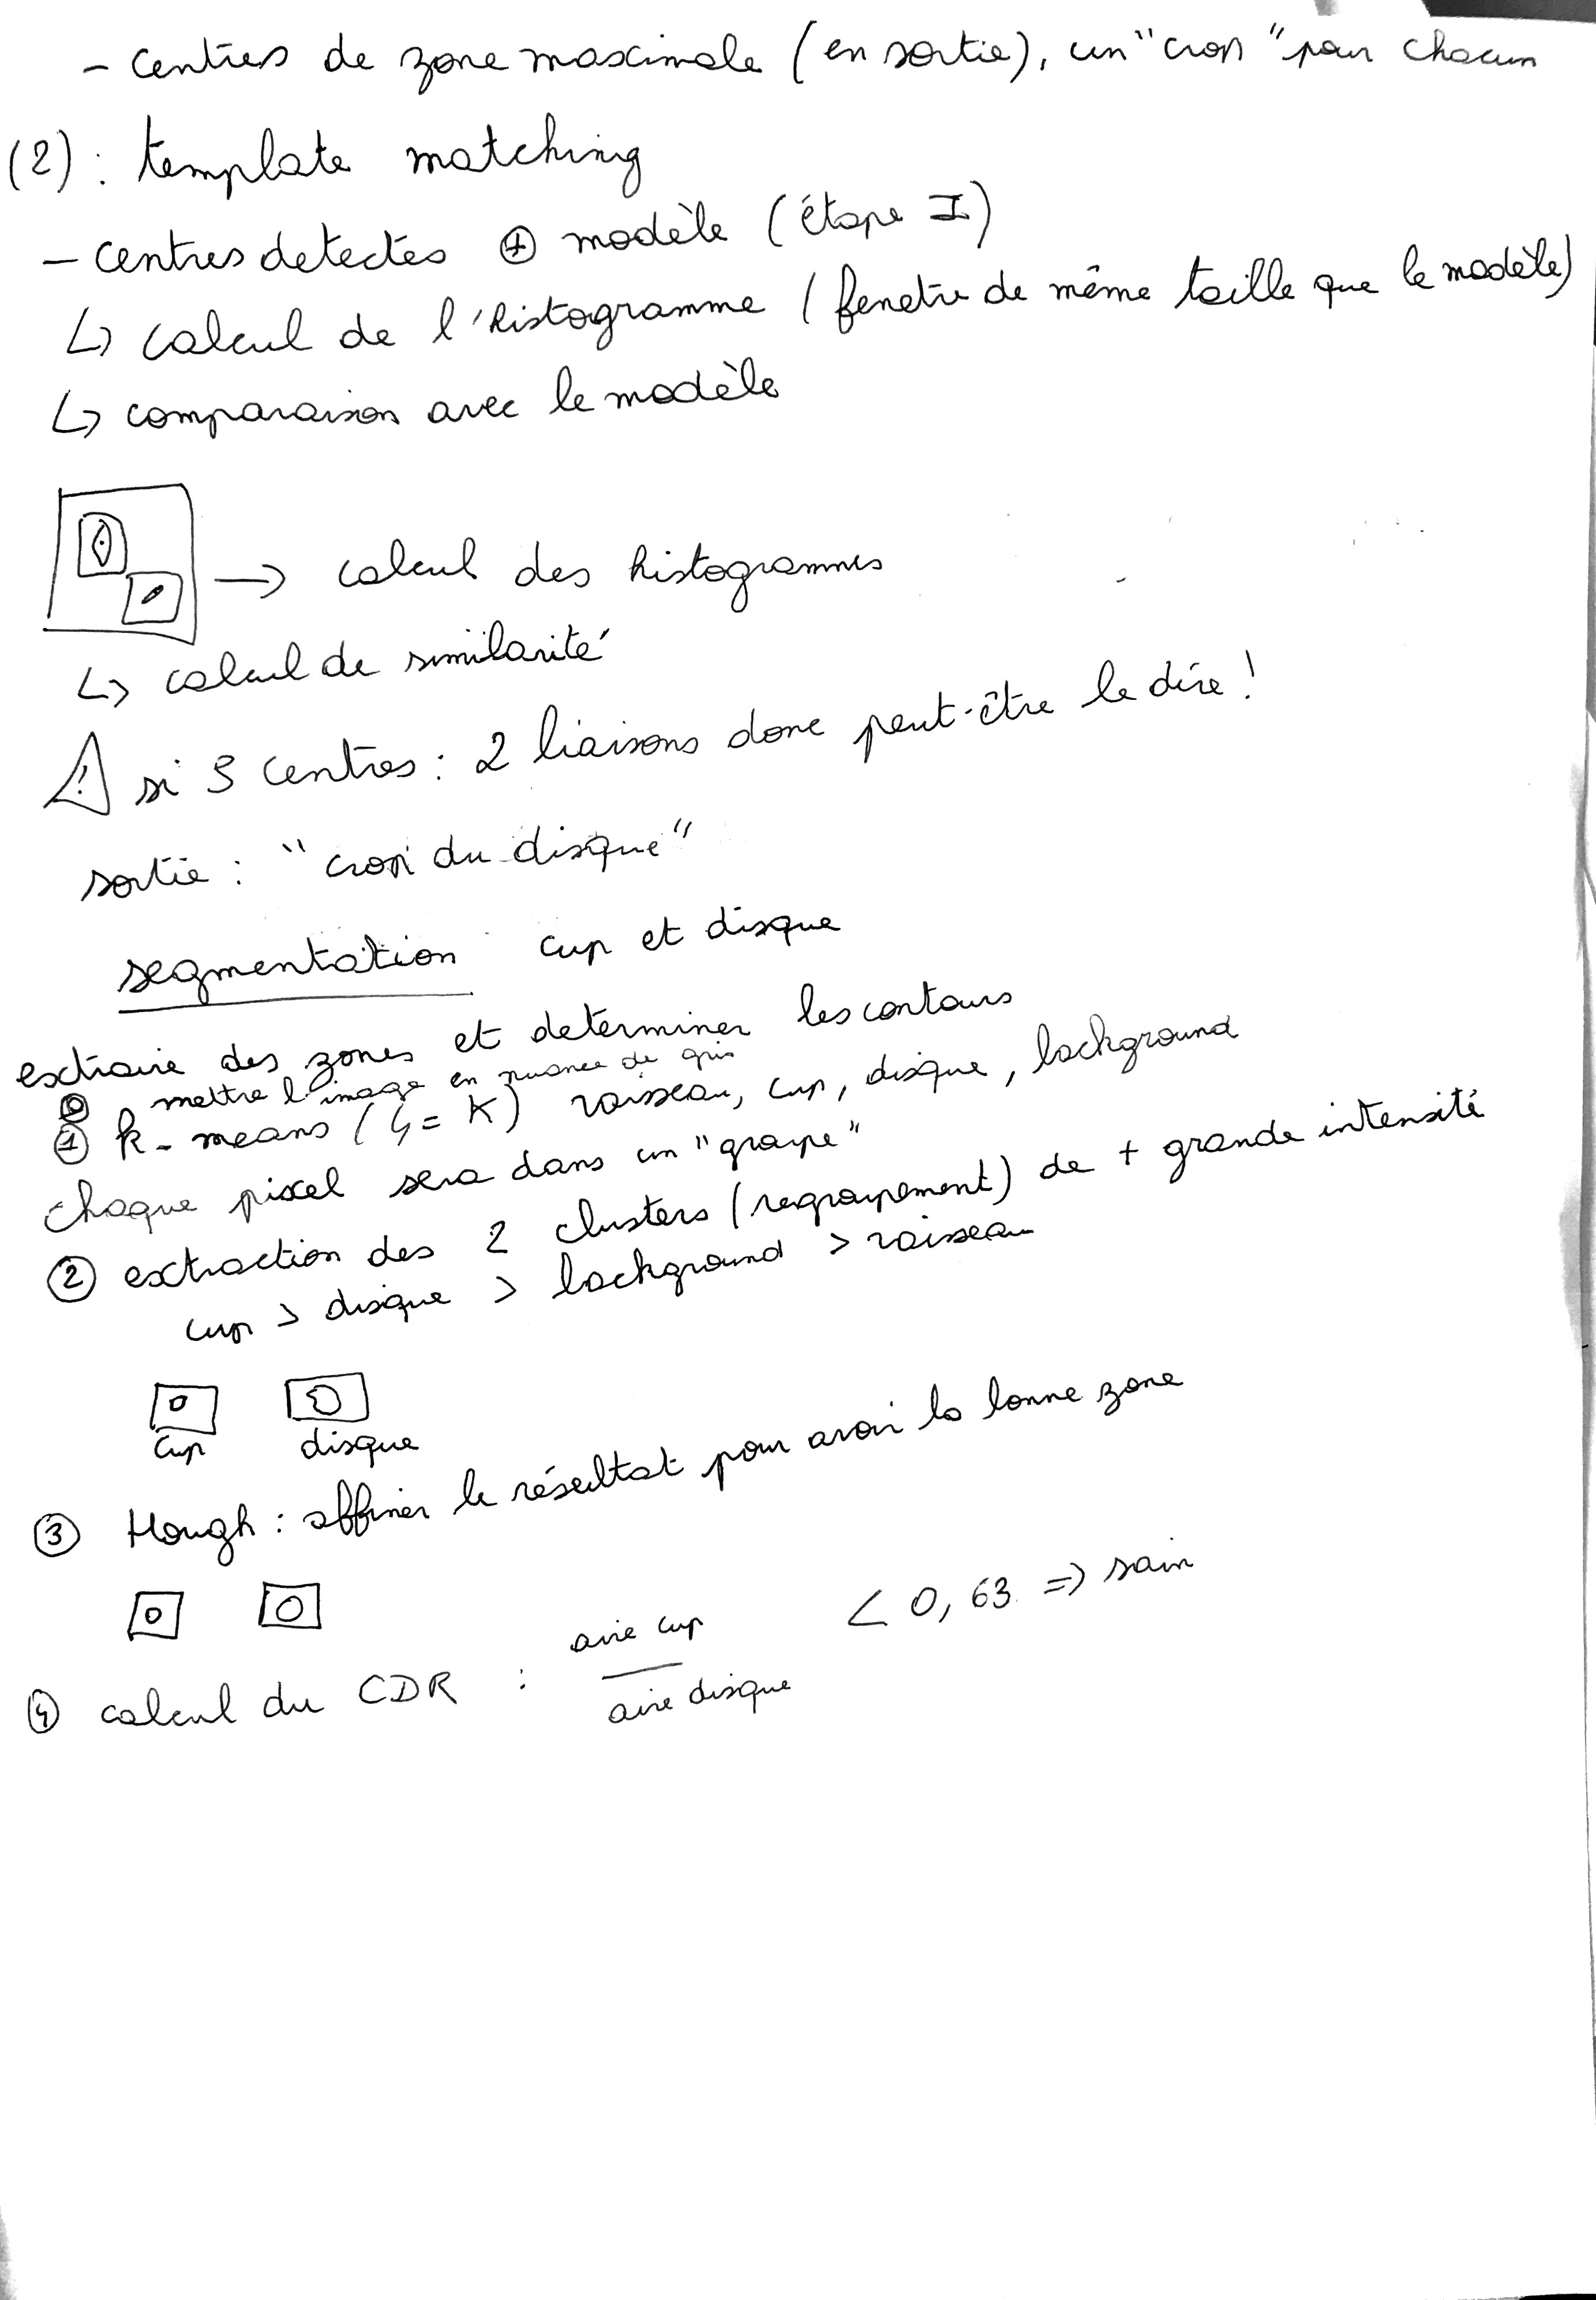 - centres de zone maximale (en sortie), un "crop" pour chacun
(2) : template matching
- centres detectés ⊕ modèle (étape I)
↳ calcul de l'histogramme (fenetre de même taille que le modèle)
↳ comparaison avec le modèle
→ calcul des histogrammes
↳ calcul de similarité
⚠ si 3 centres : 2 liaisons donc peut-être le dire !
sortie : "crop du disque"
segmentation cup et disque
extraire des zones et determiner les contours
⓪ mettre l'image en nuance de gris
① k-means (4 = K) vaisseau, cup, disque, background
chaque pixel sera dans un "groupe"
② extraction des 2 clusters (regroupement) de + grande intensité
cup > disque > background > vaisseau
cup disque
③ Hough : affiner le résultat pour avoir la bonne zone
④ calcul du CDR : aire cup / aire disque < 0,63 => sain